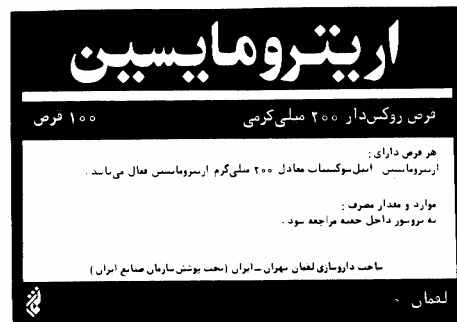 اریترومایسین
قرص روکس‌دار ۲۰۰ میلی‌گرمی
۱۰۰ قرص
هر قرص دارای :
اریترومایسین اتیل سوکسینات معادل ۲۰۰ میلی‌گرم اریترومایسین فعال می‌باشد .
موارد و مقدار مصرف :
به بروشور داخل جعبه مراجعه شود .
ساخت داروسازی لقمان تهران – ایران ( تحت پوشش سازمان صنایع ایران )
لقمان